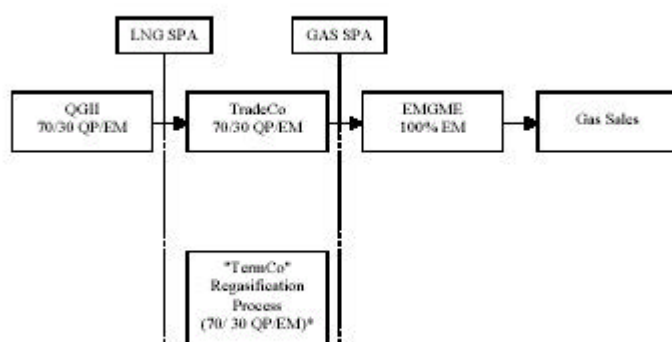 LNG SPA
GAS SPA
QGII
70/30 QP/EM
TradeCo
70/30 QP/EM
EMGME
100% EM
Gas Sales
"TermCo"
Regasification
Process
(70/ 30 QP/EM)*